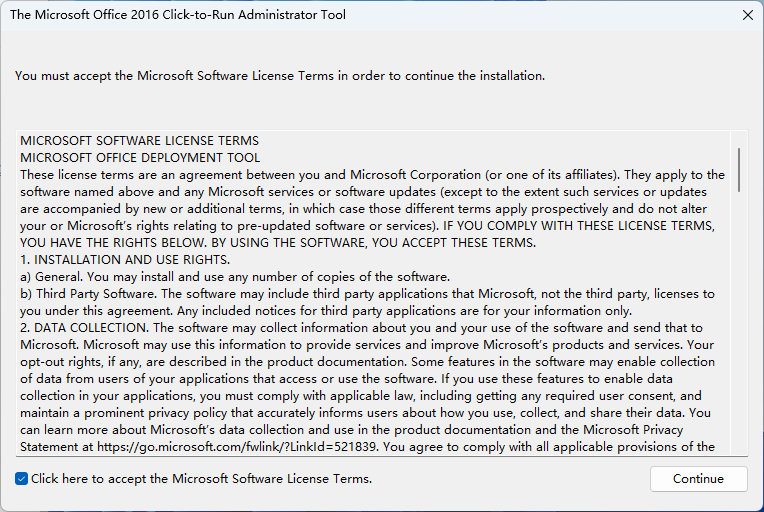 The Microsoft Office 2016 Click-to-Run Administrator Tool
You must accept the Microsoft Software License Terms in order to continue the installation.
MICROSOFT SOFTWARE LICENSE TERMS
MICROSOFT OFFICE DEPLOYMENT TOOL
These license terms are an agreement between you and Microsoft Corporation (or one of its affiliates). They apply to the
software named above and any Microsoft services or software updates (except to the extent such services or updates
are accompanied by new or additional terms, in which case those different terms apply prospectively and do not alter
your or Microsoft's rights relating to pre-updated software or services). IF YOU COMPLY WITH THESE LICENSE TERMS,
YOU HAVE THE RIGHTS BELOW. BY USING THE SOFTWARE, YOU ACCEPT THESE TERMS.
1. INSTALLATION AND USE RIGHTS.
a) General. You may install and use any number of copies of the software.
b) Third Party Software. The software may include third party applications that Microsoft, not the third party, licenses to
you under this agreement. Any included notices for third party applications are for your information only.
2. DATA COLLECTION. The software may collect information about you and your use of the software and send that to
Microsoft. Microsoft may use this information to provide services and improve Microsoft's products and services. Your
opt-out rights, if any, are described in the product documentation. Some features in the software may enable collection
of data from users of your applications that access or use the software. If you use these features to enable data
collection in your applications, you must comply with applicable law, including getting any required user consent, and
maintain a prominent privacy policy that accurately informs users about how you use, collect, and share their data. You
can learn more about Microsoft's data collection and use in the product documentation and the Microsoft Privacy
Statement at https://go.microsoft.com/fwlink/?LinkId=521839. You agree to comply with all applicable provisions of the
Click here to accept the Microsoft Software License Terms.
Continue